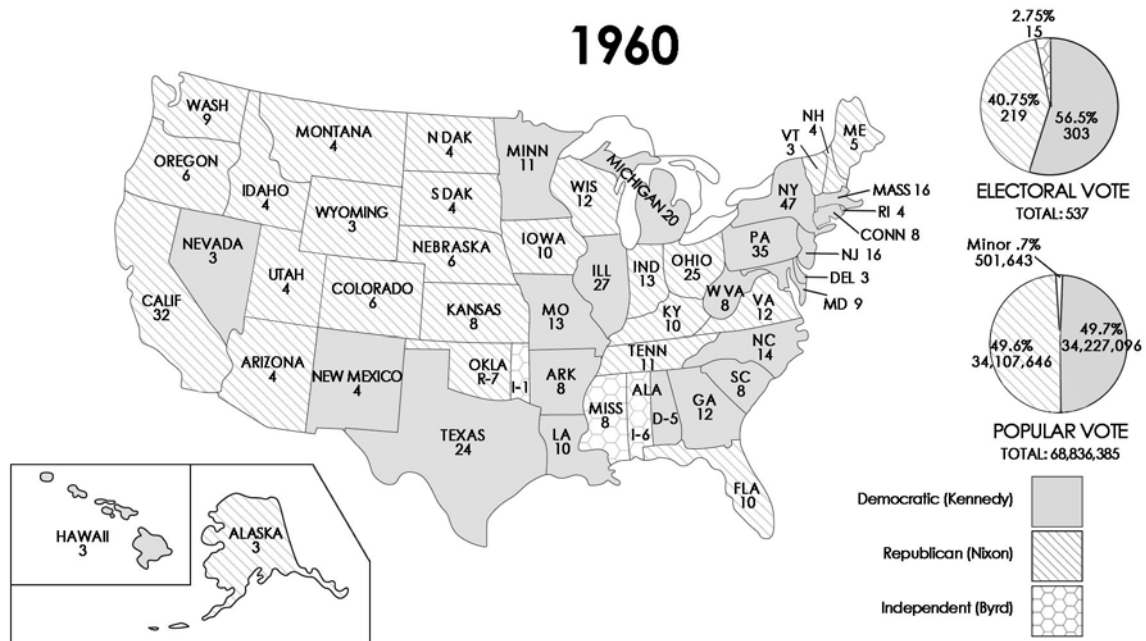 1960
WASH
9
OREGON
6
CALIF
32
NEVADA
3
IDAHO
4
MONTANA
4
WYOMING
3
UTAH
4
COLORADO
6
ARIZONA
4
NEW MEXICO
4
N DAK
4
S DAK
4
NEBRASKA
6
KANSAS
8
OKLA
R-7
I-1
TEXAS
24
MINN
11
IOWA
10
MO
13
ARK
8
LA
10
WIS
12
ILL
27
MICHIGAN 20
IND
13
OHIO
25
KY
10
TENN
11
MISS
8
ALA
I-6
D-5
GA
12
FLA
10
SC
8
NC
14
VA
12
WVA
8
PA
35
NY
47
VT
3
NH
4
ME
5
MASS 16
RI 4
CONN 8
NJ 16
DEL 3
MD 9
HAWAII
3
ALASKA
3
2.75%
15
40.75%
219
56.5%
303
ELECTORAL VOTE
TOTAL: 537
Minor .7%
501,643
49.6%
34,107,646
49.7%
34,227,096
POPULAR VOTE
TOTAL: 68,836,385
Democratic (Kennedy)
Republican (Nixon)
Independent (Byrd)